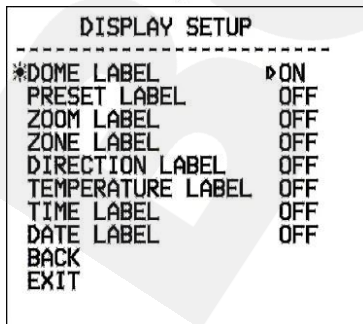 DISPLAY SETUP
DOME LABEL ON
PRESET LABEL OFF
ZOOM LABEL OFF
ZONE LABEL OFF
DIRECTION LABEL OFF
TEMPERATURE LABEL OFF
TIME LABEL OFF
DATE LABEL OFF
BACK
EXIT